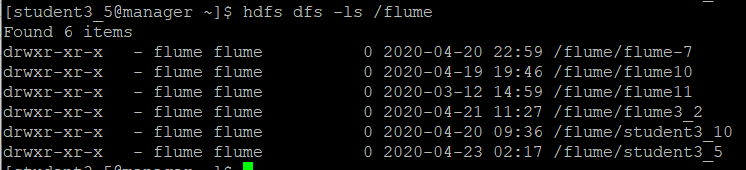 [student3_5@manager ~]$ hdfs dfs -ls /flume
Found 6 items
drwxr-xr-x   - flume flume          0 2020-04-20 22:59 /flume/flume-7
drwxr-xr-x   - flume flume          0 2020-04-19 19:46 /flume/flume10
drwxr-xr-x   - flume flume          0 2020-03-12 14:59 /flume/flume11
drwxr-xr-x   - flume flume          0 2020-04-21 11:27 /flume/flume3_2
drwxr-xr-x   - flume flume          0 2020-04-20 09:36 /flume/student3_10
drwxr-xr-x   - flume flume          0 2020-04-23 02:17 /flume/student3_5
[student3_5@manager ~]$